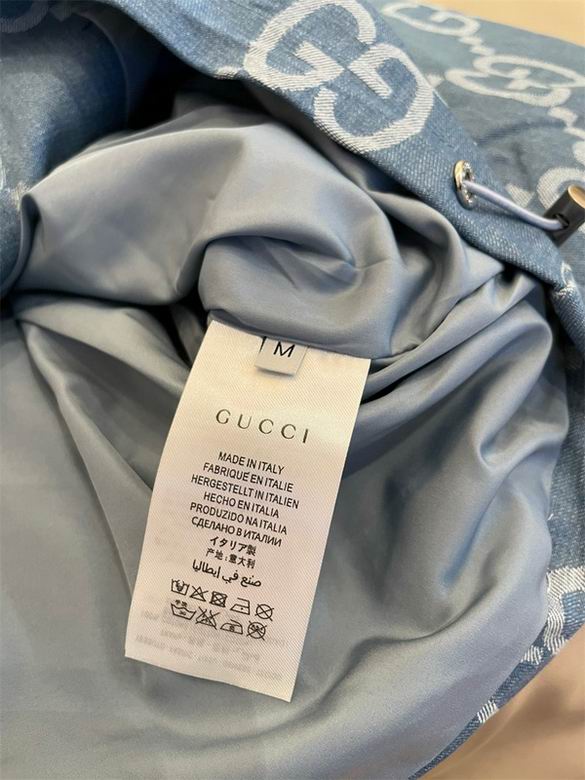 M
GUCCI
MADE IN ITALY
FABRIQUÉ EN ITALIE
HERGESTELLT IN ITALIEN
HECHO EN ITALIA
PRODUZIDO NA ITALIA
СДЕЛАНО В ИТАЛИИ
イタリア製
产地：意大利
صنع في إيطاليا